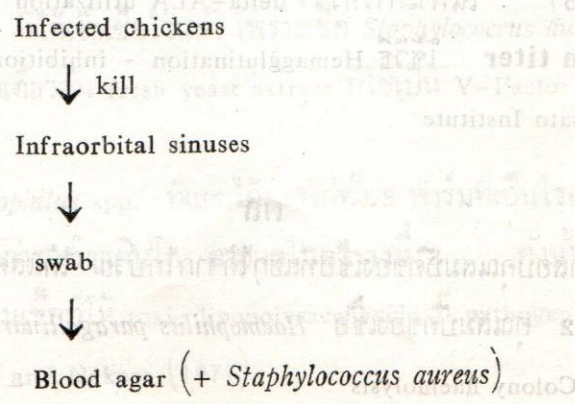 Infected chickens
↓ kill
Infraorbital sinuses
↓
swab
↓
Blood agar (+ Staphylococcus aureus)